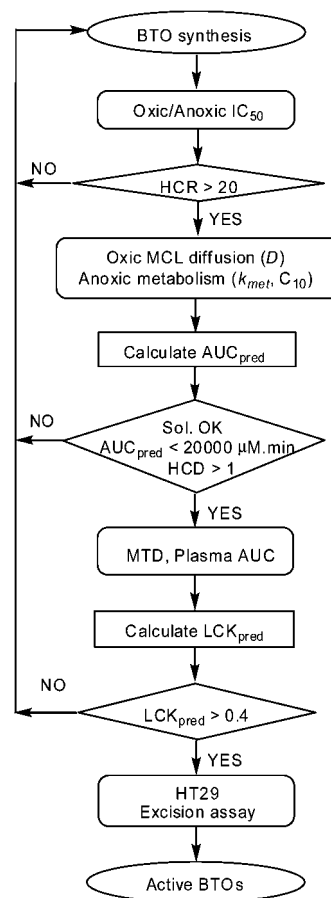 BTO synthesis
Oxic/Anoxic IC50
NO
HCR > 20
YES
Oxic MCL diffusion (D)
Anoxic metabolism (kmet, C10)
Calculate AUCpred
NO
Sol. OK
AUCpred < 20000 μM.min
HCD > 1
YES
MTD, Plasma AUC
Calculate LCKpred
NO
LCKpred > 0.4
YES
HT29
Excision assay
Active BTOs